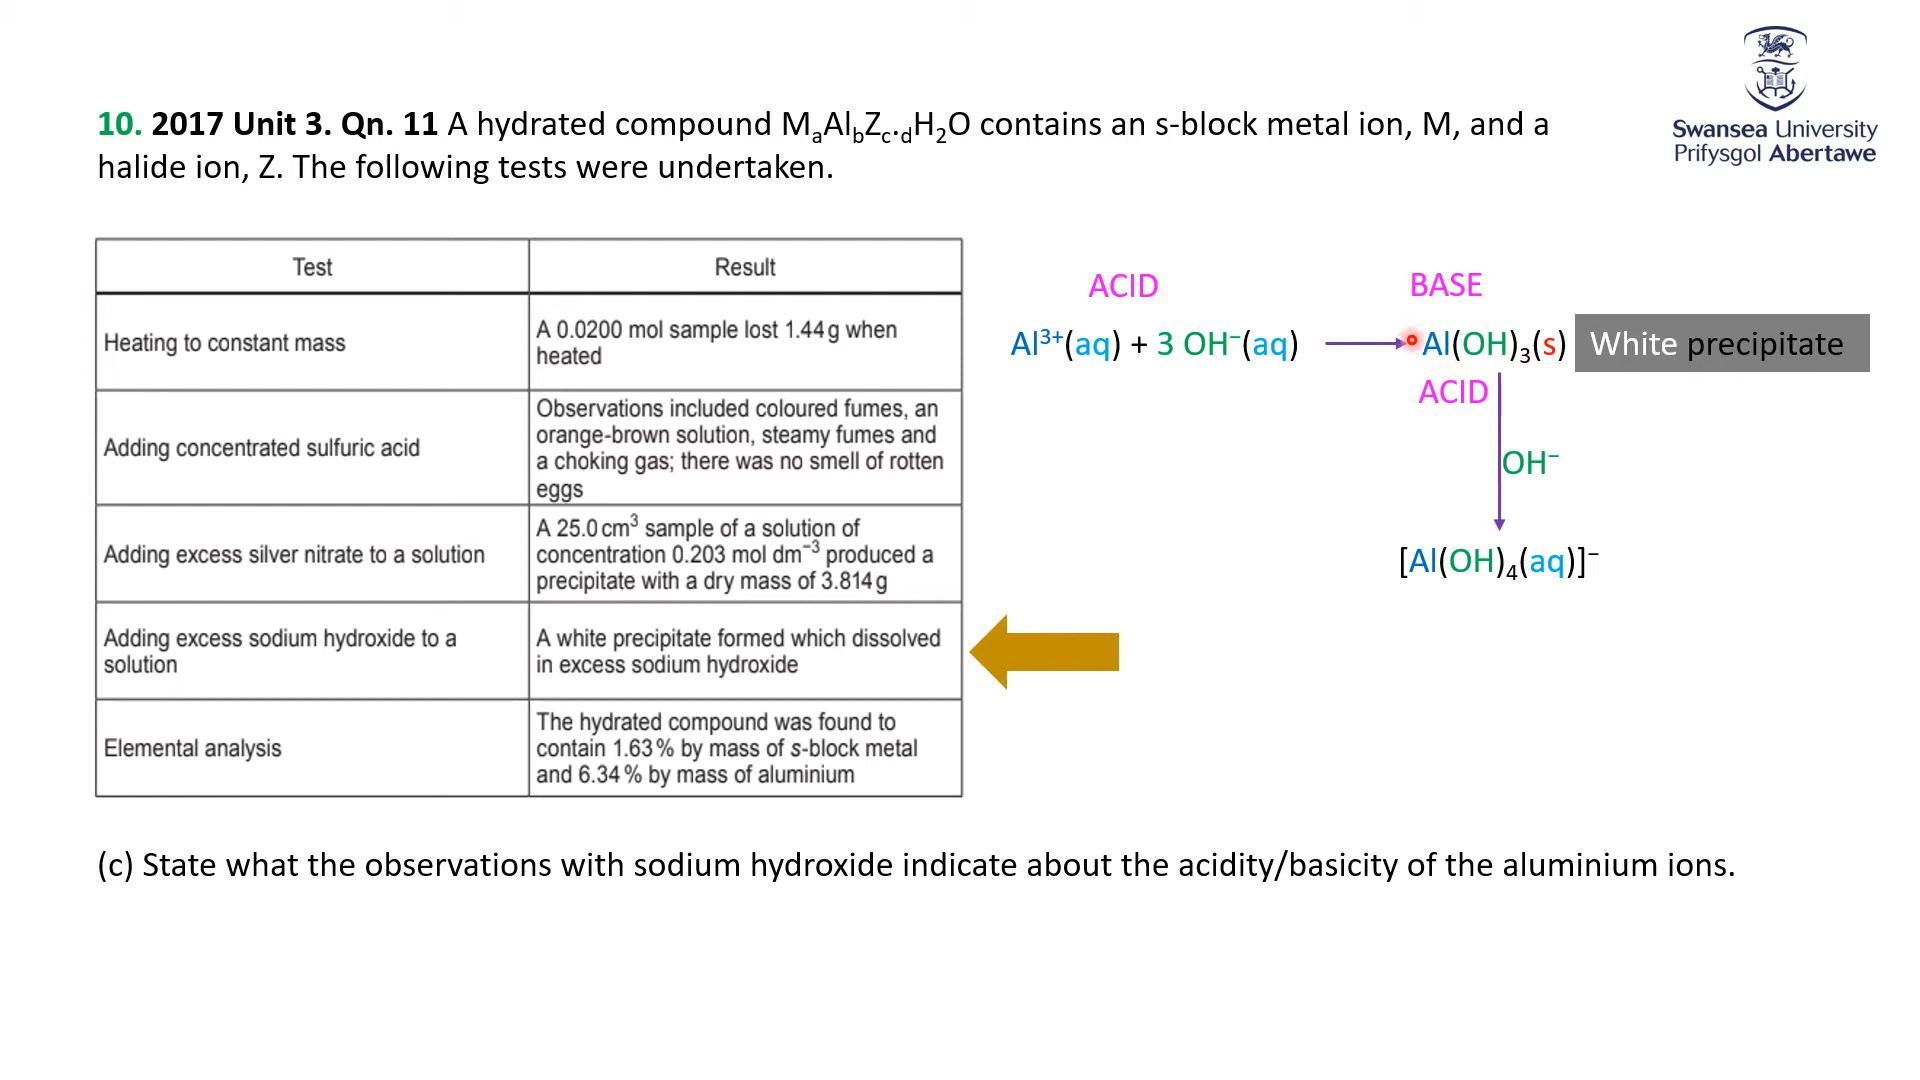 Swansea University
Prifysgol Abertawe
10. 2017 Unit 3. Qn. 11 A hydrated compound MₐAl_bZ_c._dH₂O contains an s-block metal ion, M, and a
halide ion, Z. The following tests were undertaken.
Test
Result
Heating to constant mass
A 0.0200 mol sample lost 1.44 g when
heated
Adding concentrated sulfuric acid
Observations included coloured fumes, an
orange-brown solution, steamy fumes and
a choking gas; there was no smell of rotten
eggs
Adding excess silver nitrate to a solution
A 25.0 cm³ sample of a solution of
concentration 0.203 mol dm⁻³ produced a
precipitate with a dry mass of 3.814 g
Adding excess sodium hydroxide to a
solution
A white precipitate formed which dissolved
in excess sodium hydroxide
Elemental analysis
The hydrated compound was found to
contain 1.63 % by mass of s-block metal
and 6.34 % by mass of aluminium
ACID
BASE
Al³⁺(aq) + 3 OH⁻(aq) → Al(OH)₃(s) White precipitate
ACID
OH⁻
[Al(OH)₄(aq)]⁻
(c) State what the observations with sodium hydroxide indicate about the acidity/basicity of the aluminium ions.